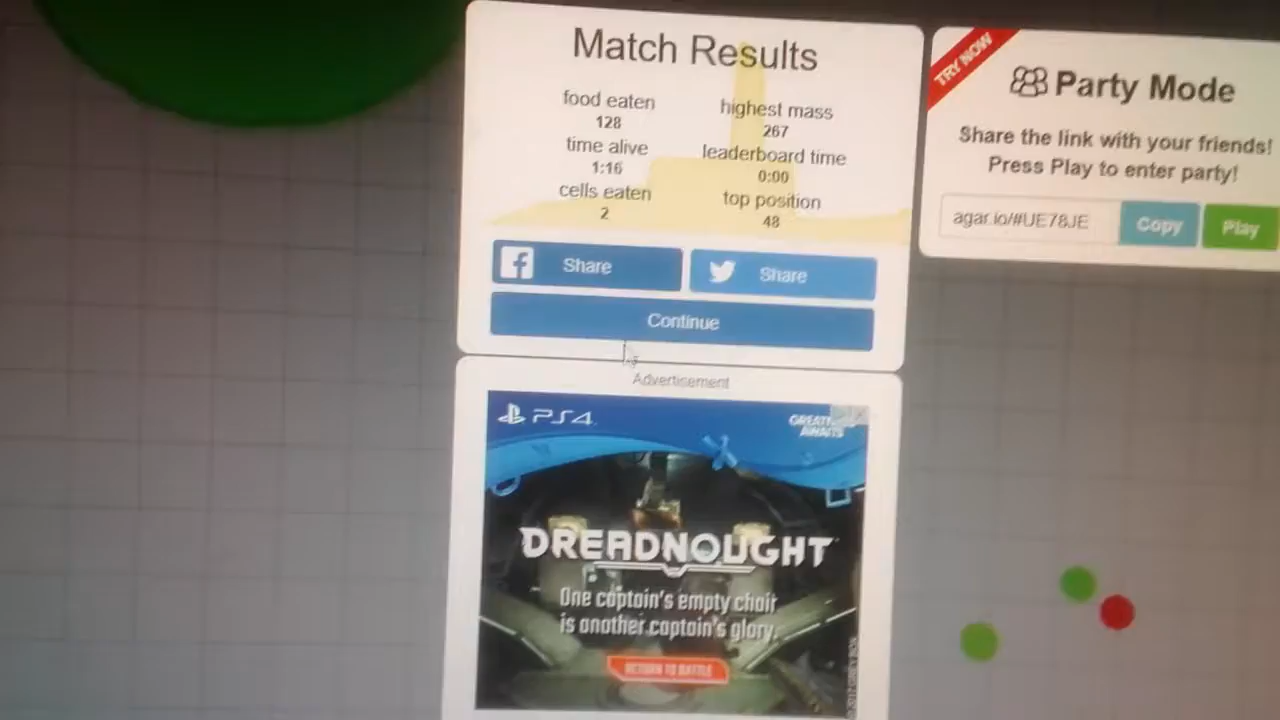 Match Results
food eaten
128
highest mass
267
time alive
1:16
leaderboard time
0:00
cells eaten
2
top position
48
Share
Share
Continue
TRY NOW
Party Mode
Share the link with your friends!
Press Play to enter party!
agar.io/#UE78JE
Copy
Play
Advertisement
PS4
AWAITS
DREADNOUGHT
One captain's empty chair
is another captain's glory.
RETURN TO BATTLE